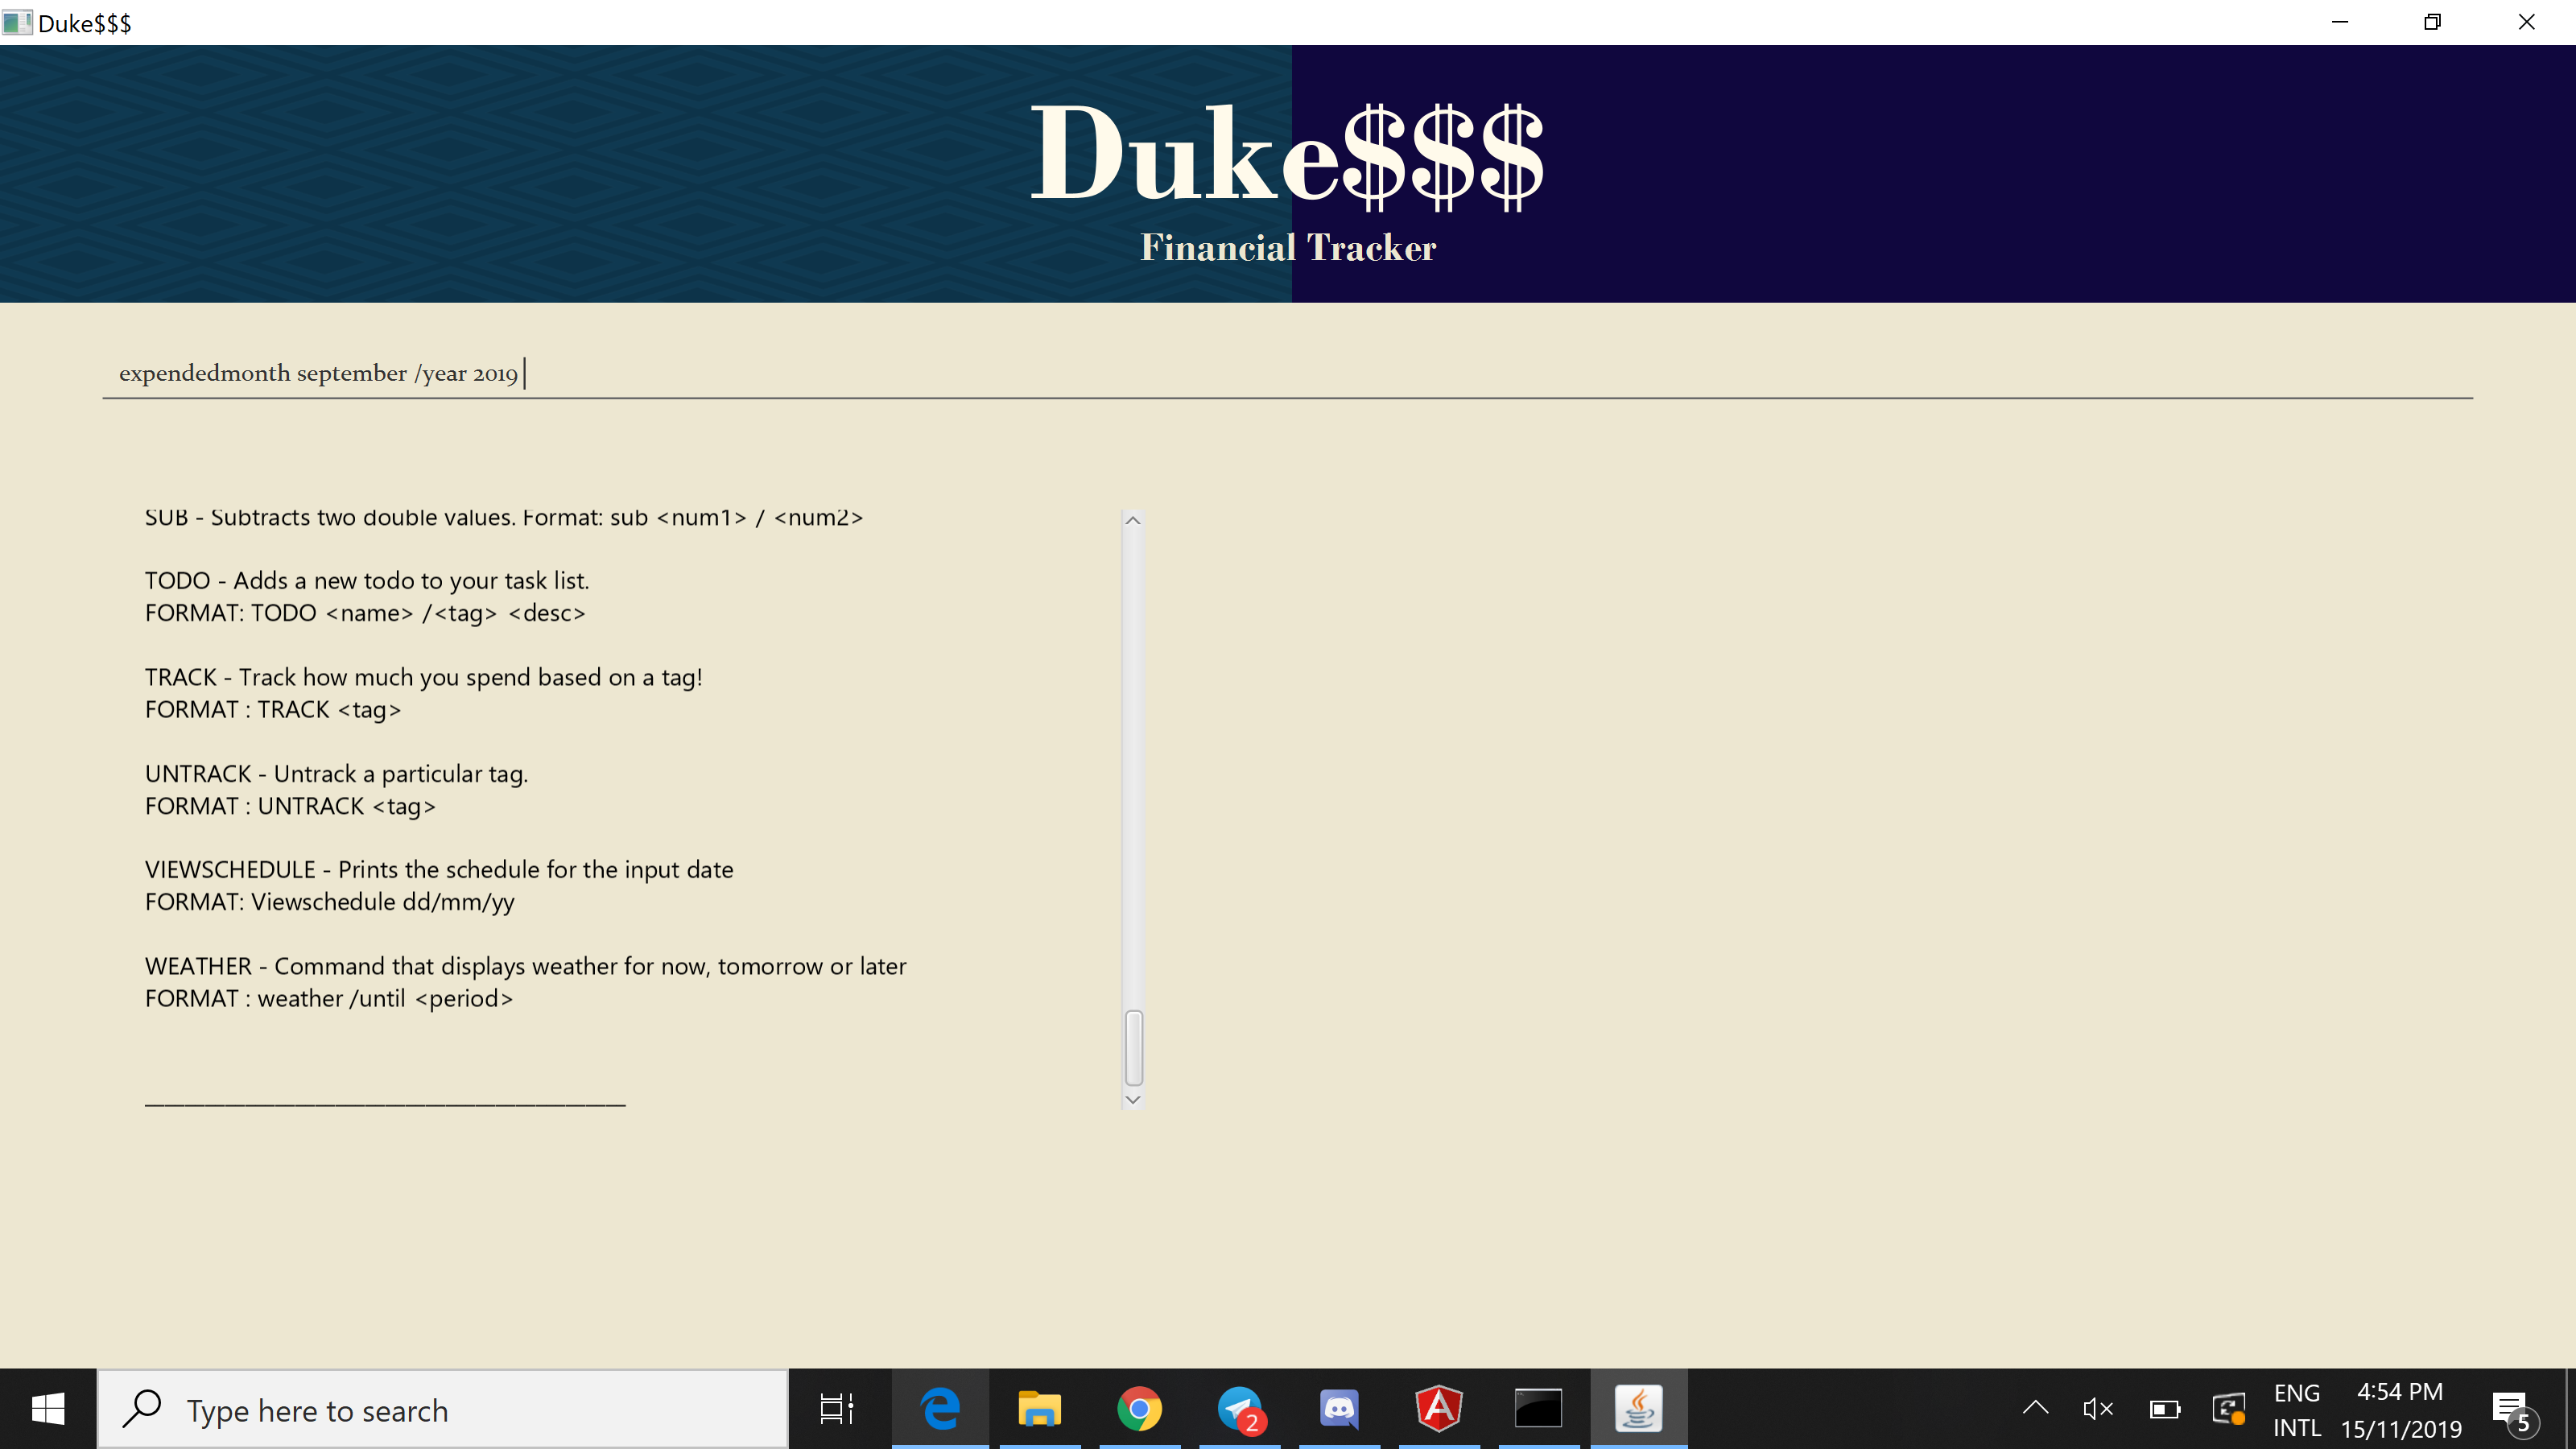 Duke$$$
Duke$$$
Financial Tracker
expendedmonth september /year 2019
SUB - Subtracts two double values. Format: sub <num1> / <num2>
TODO - Adds a new todo to your task list.
FORMAT: TODO <name> /<tag> <desc>
TRACK - Track how much you spend based on a tag!
FORMAT : TRACK <tag>
UNTRACK - Untrack a particular tag.
FORMAT : UNTRACK <tag>
VIEWSCHEDULE - Prints the schedule for the input date
FORMAT: Viewschedule dd/mm/yy
WEATHER - Command that displays weather for now, tomorrow or later
FORMAT : weather /until <period>
Type here to search
2
ENG
INTL
4:54 PM
15/11/2019
5